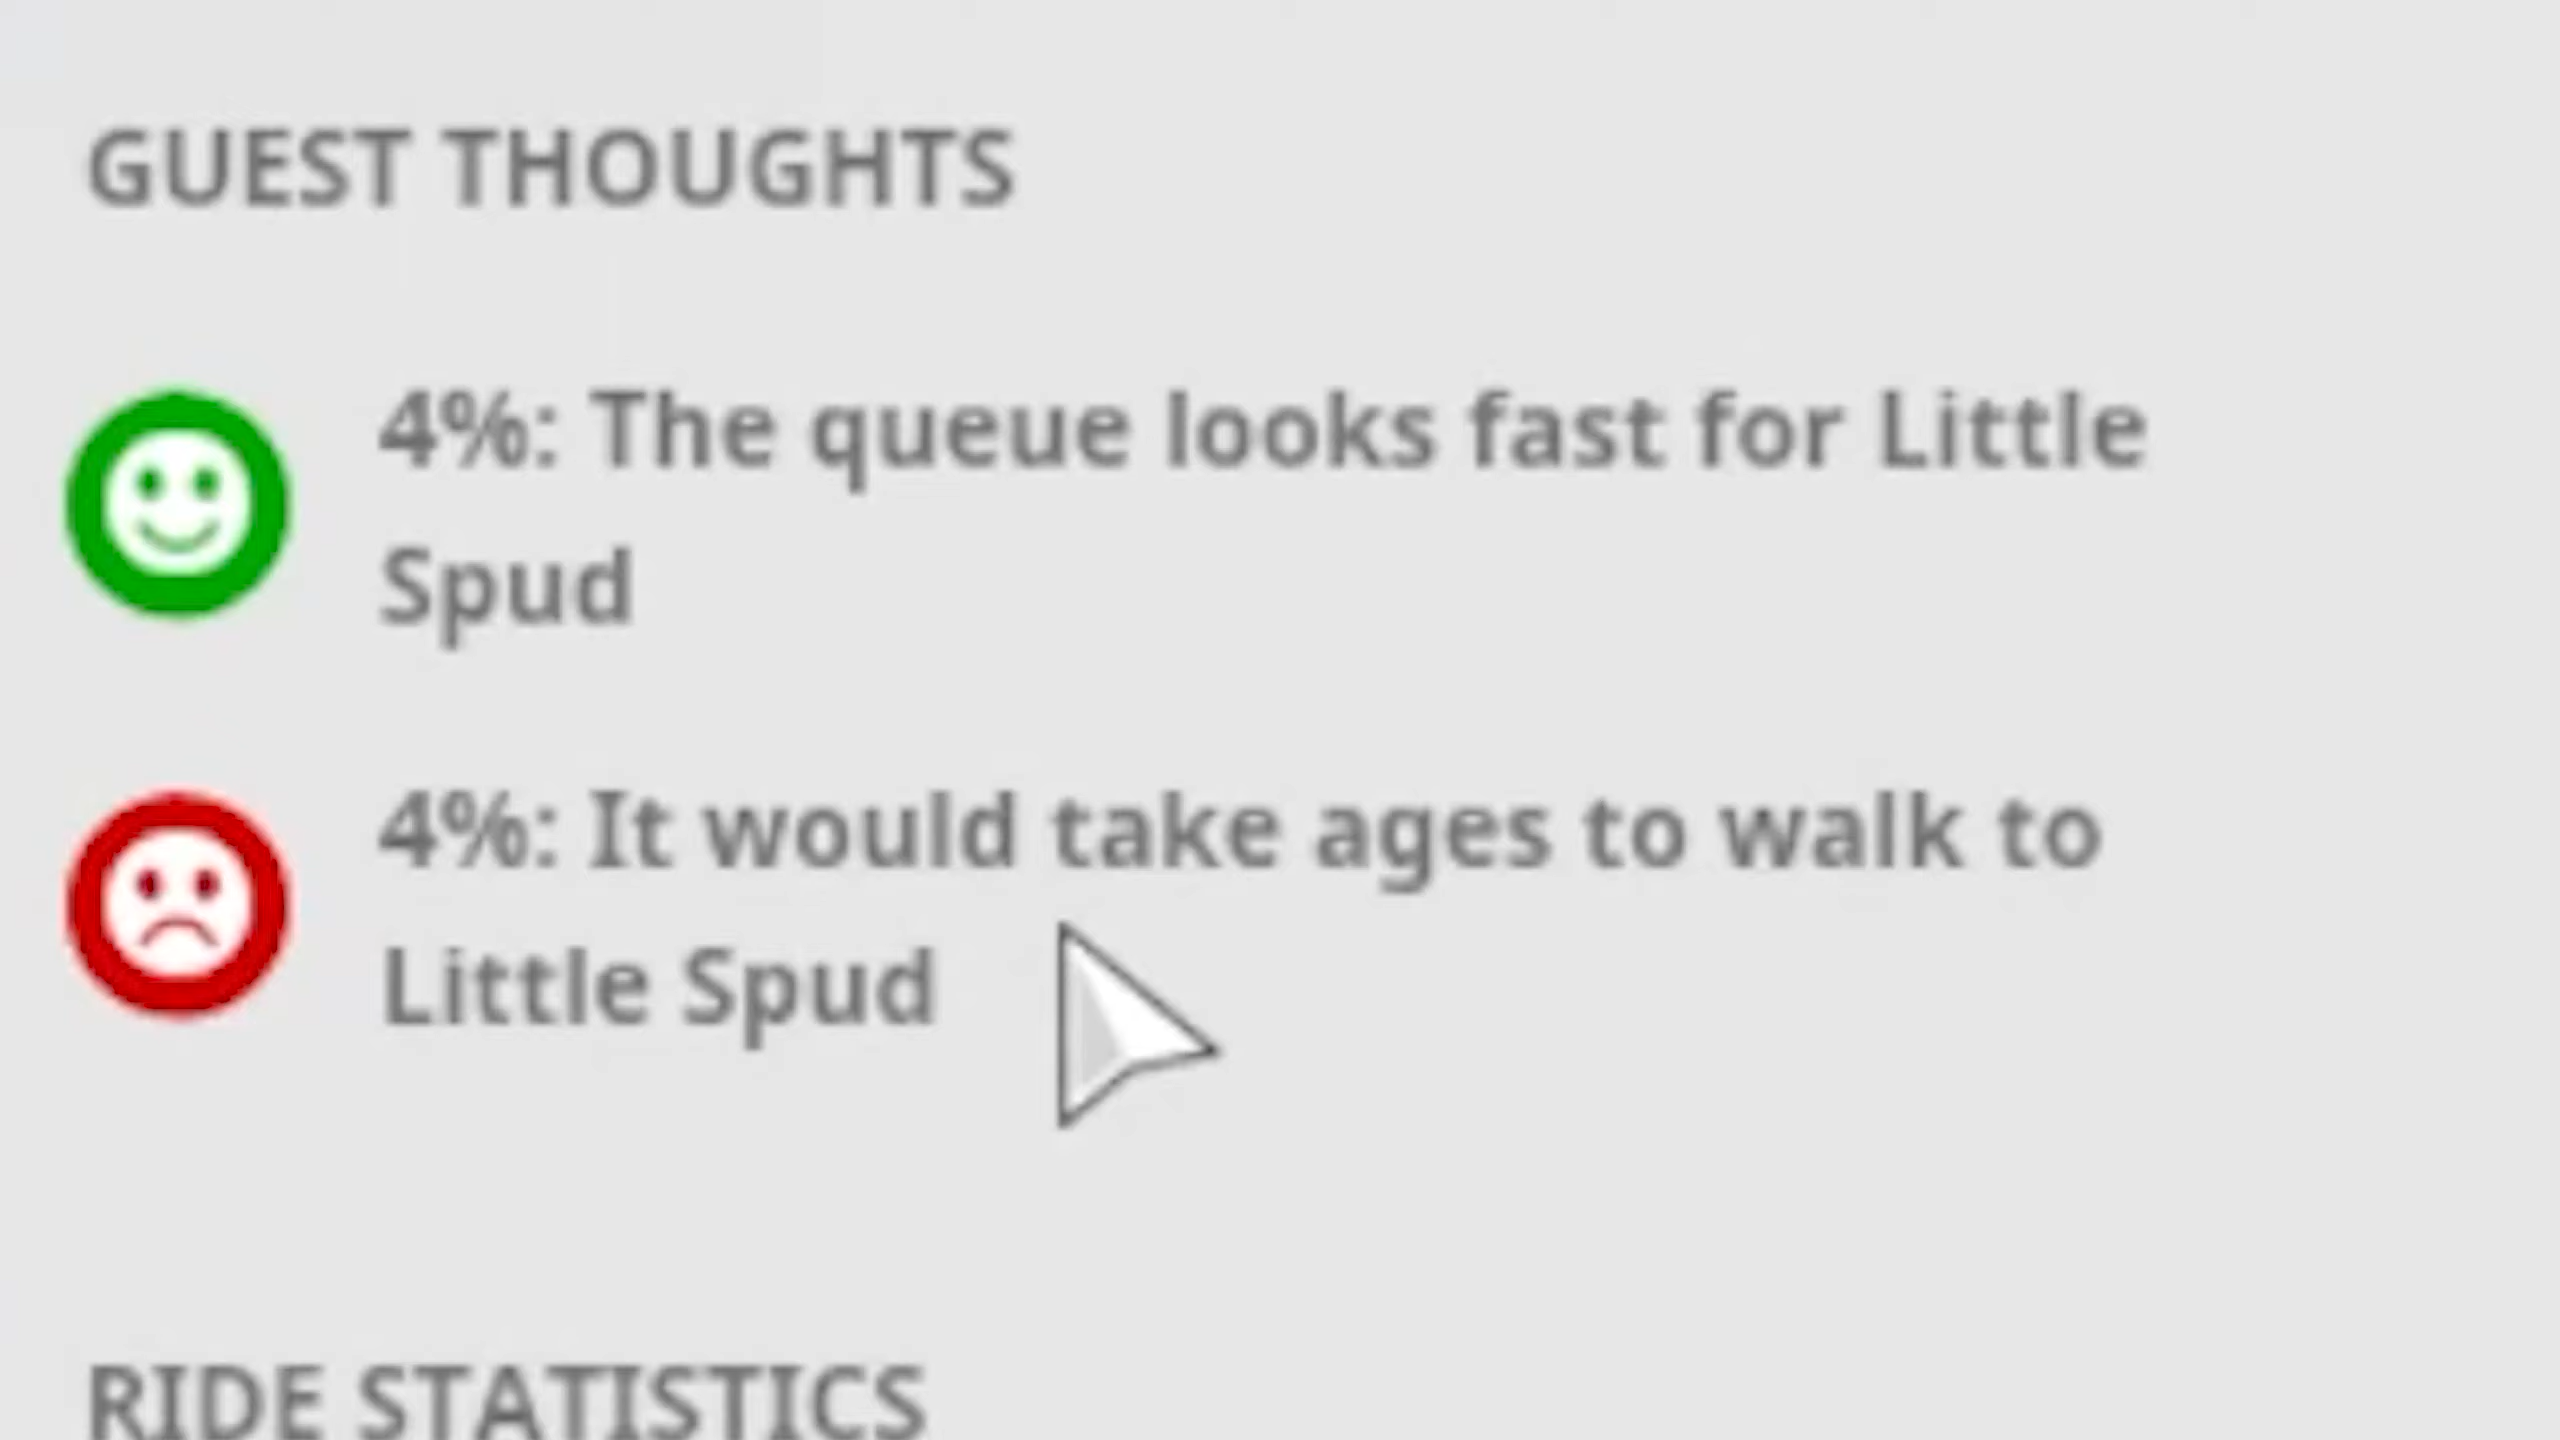 GUEST THOUGHTS
4%: The queue looks fast for Little
Spud
4%: It would take ages to walk to
Little Spud
RIDE STATISTICS